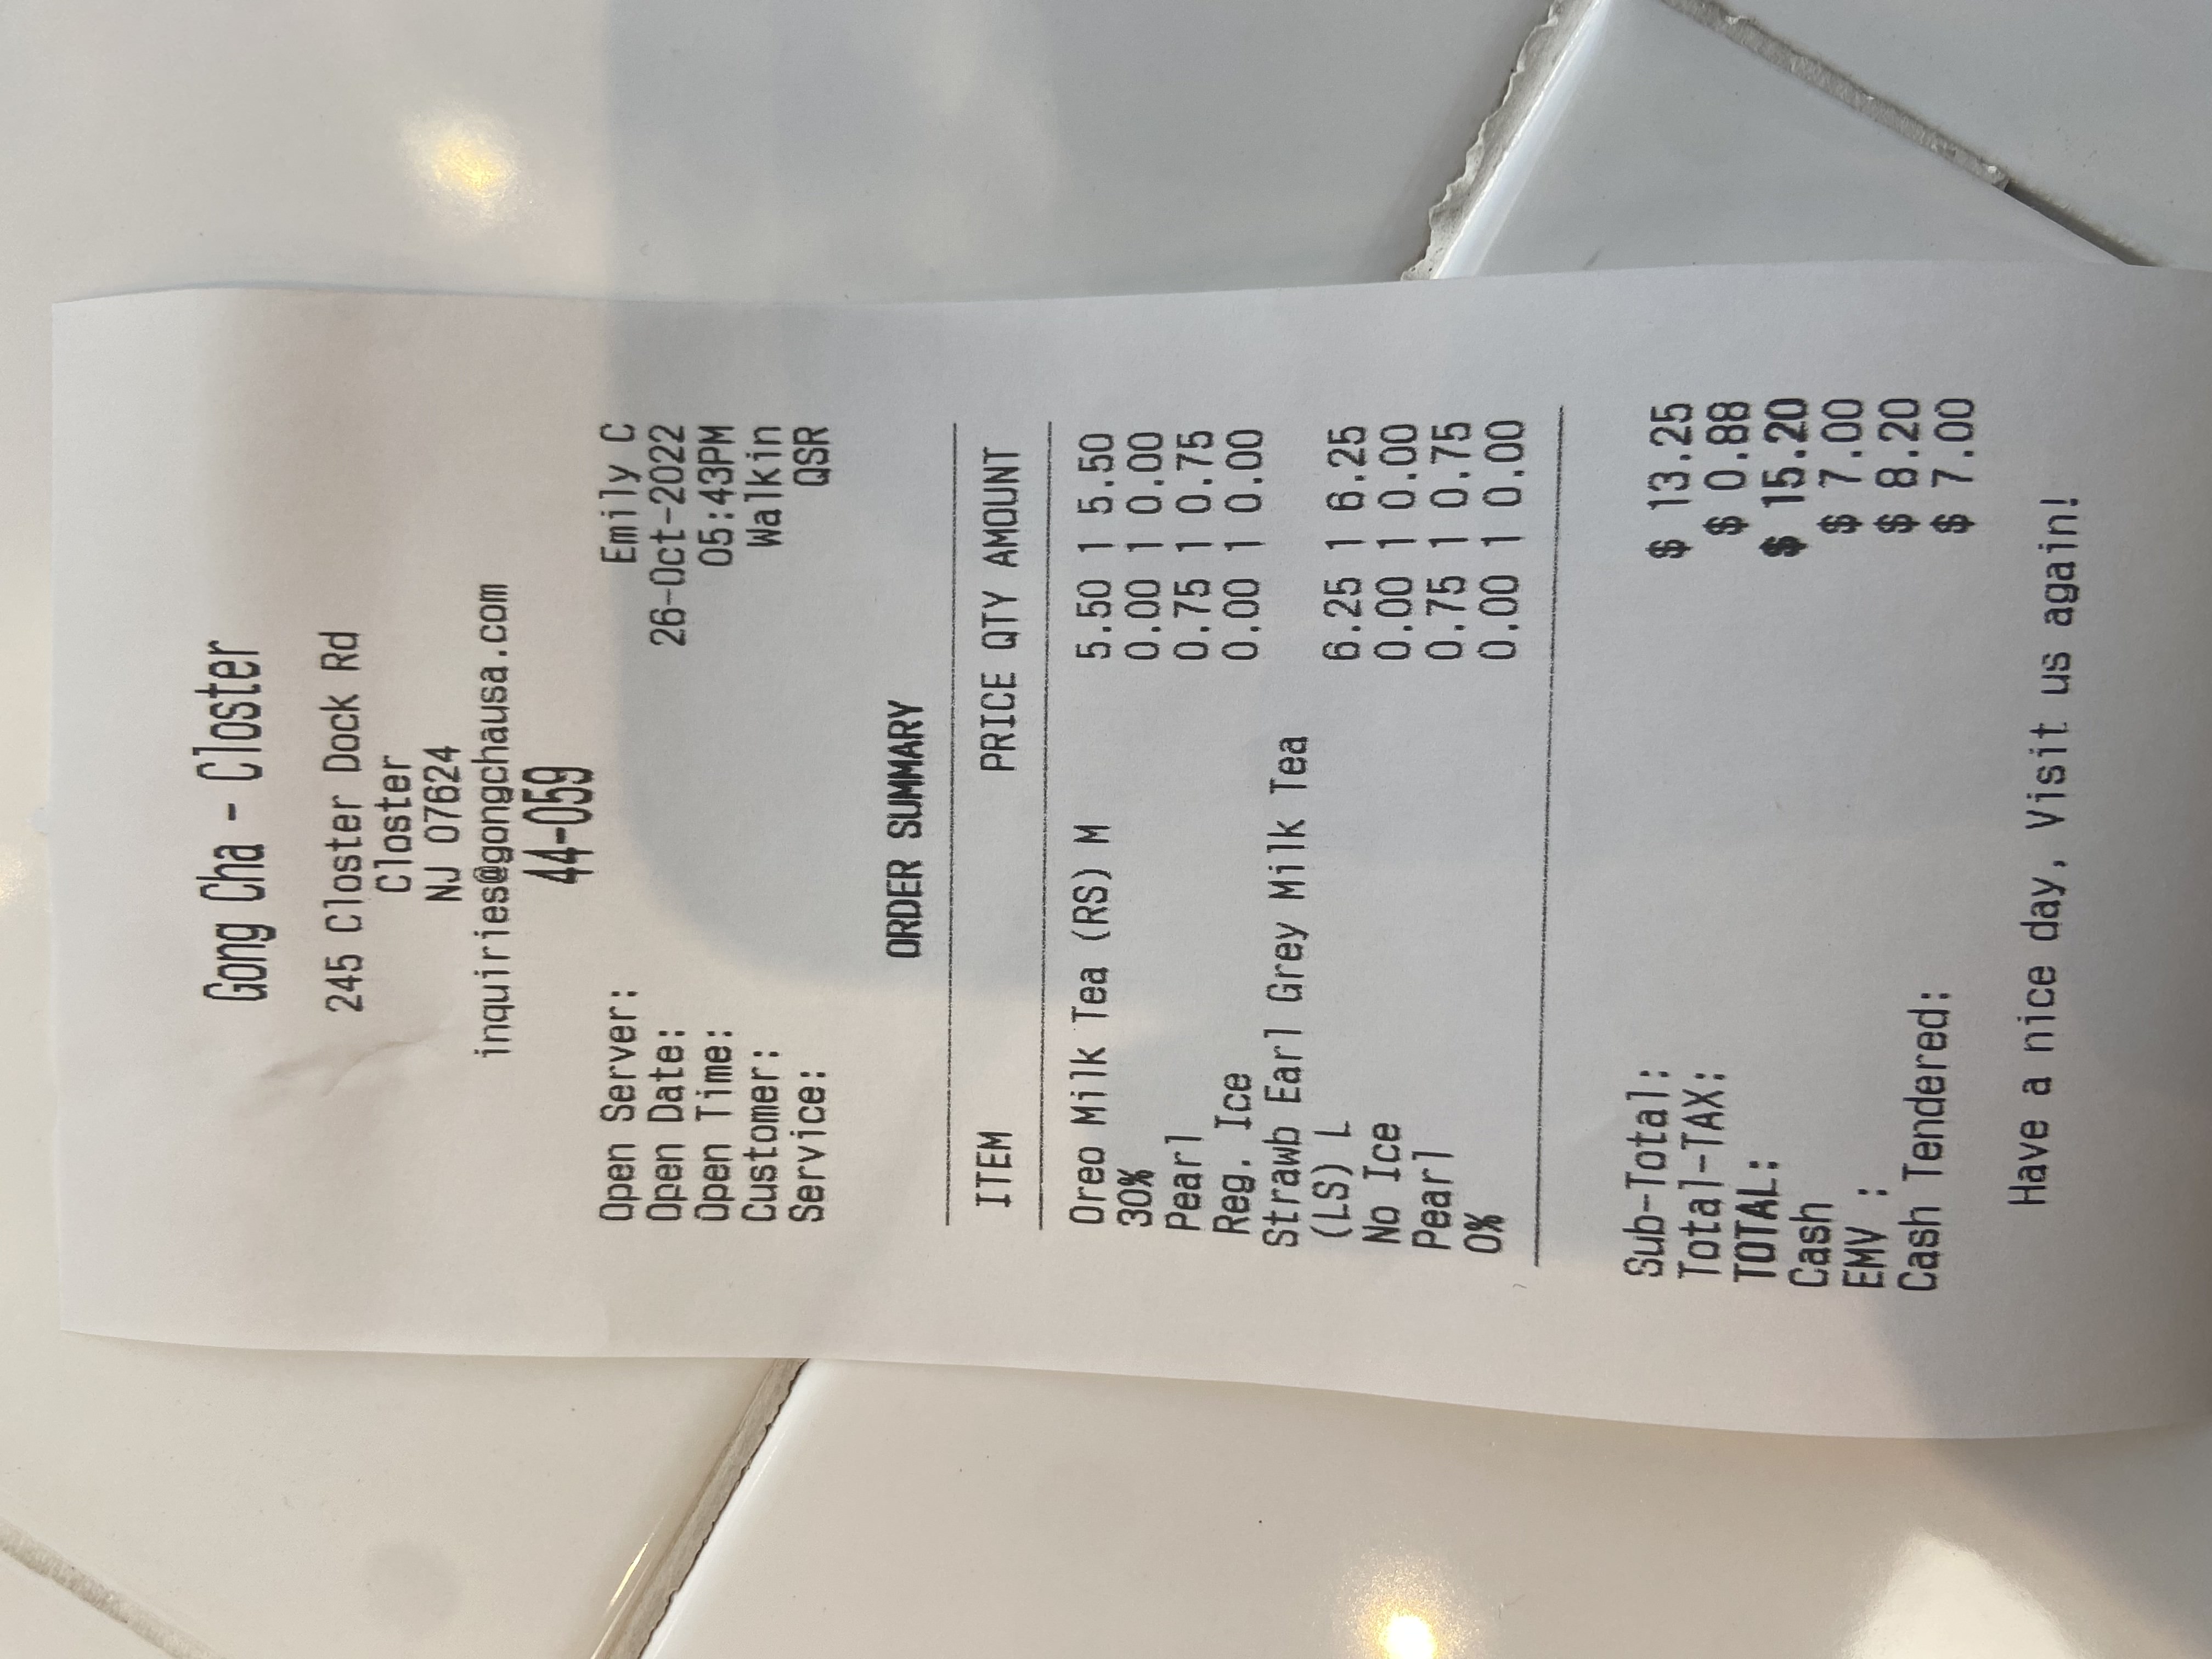 Gong Cha - Closter
245 Closter Dock Rd
Closter
NJ 07624
inquiries@gongchausa.com
44-059
Open Server: Emily C
Open Date: 26-Oct-2022
Open Time: 05:43PM
Customer: Walkin
Service: QSR
ORDER SUMMARY
ITEM PRICE QTY AMOUNT
Oreo Milk Tea (RS) M 5.50 1 5.50
30% 0.00 1 0.00
Pearl 0.75 1 0.75
Reg. Ice 0.00 1 0.00
Strawb Earl Grey Milk Tea
(LS) L 6.25 1 6.25
No Ice 0.00 1 0.00
Pearl 0.75 1 0.75
0% 0.00 1 0.00
Sub-Total: $ 13.25
Total-TAX: $ 0.88
TOTAL: $ 15.20
Cash $ 7.00
EMV : $ 8.20
Cash Tendered: $ 7.00
Have a nice day, Visit us again!